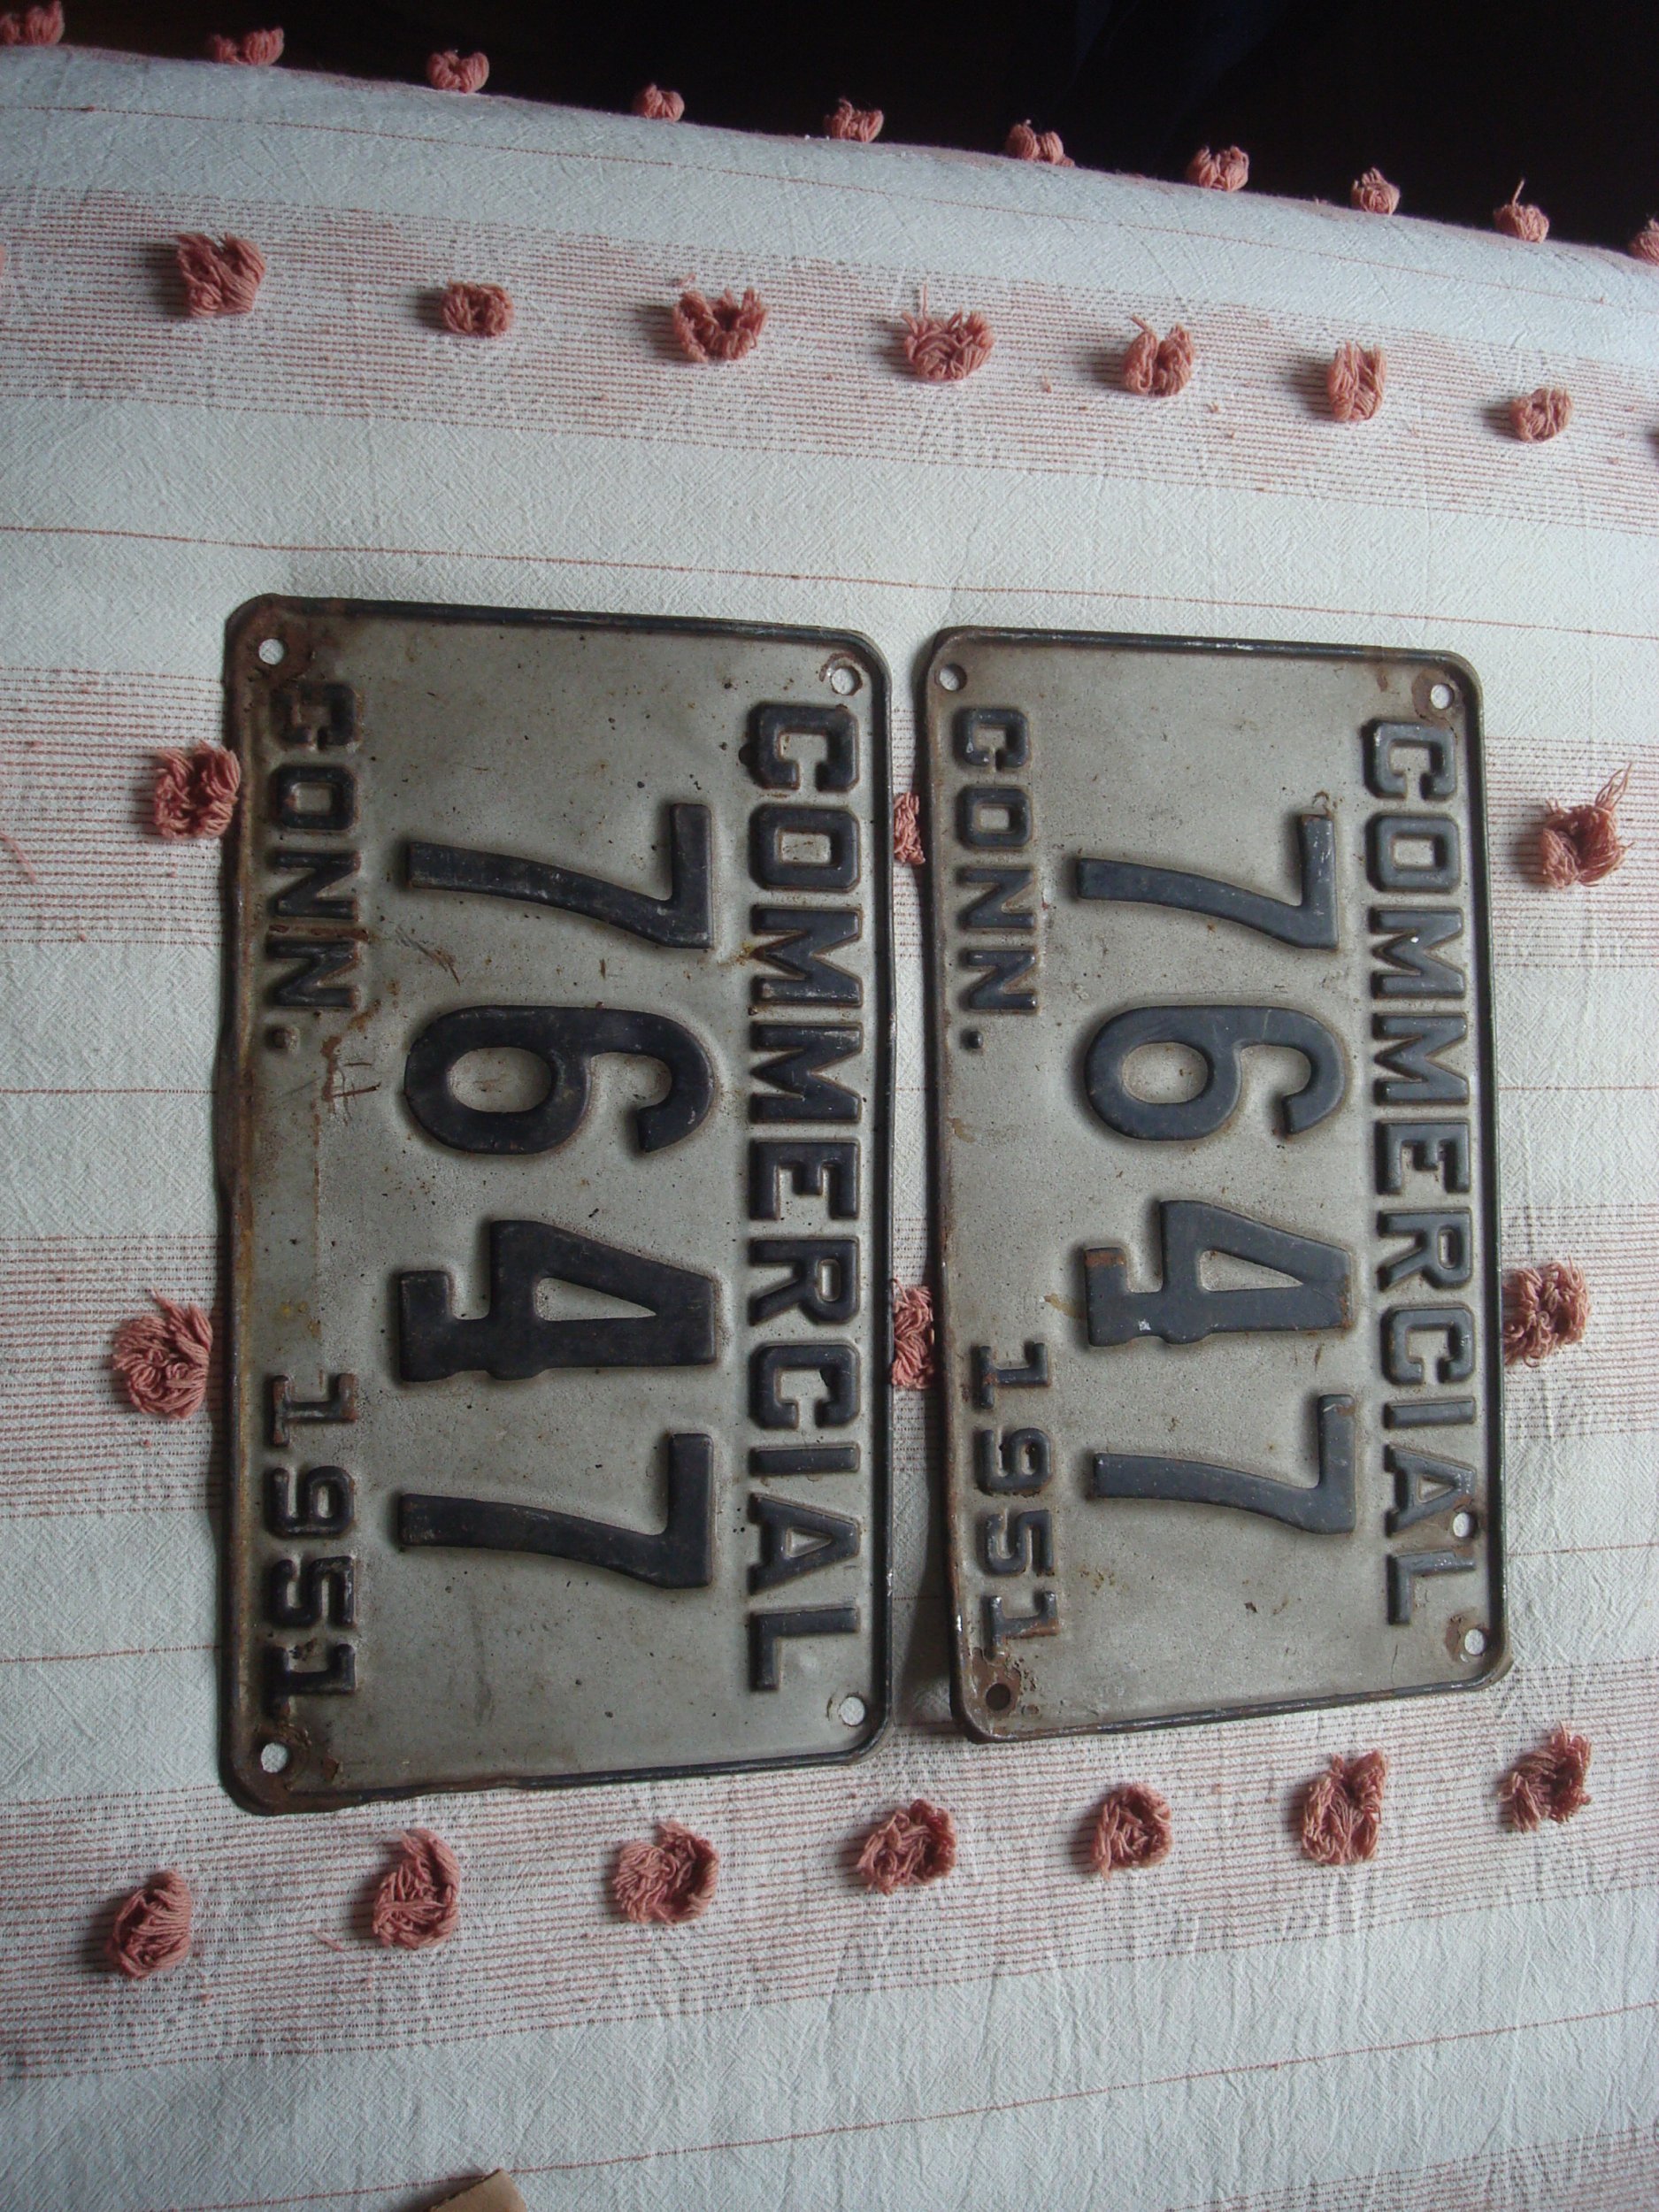 COMMERCIAL
7647
CONN. 1951
COMMERCIAL
7647
CONN. 1951